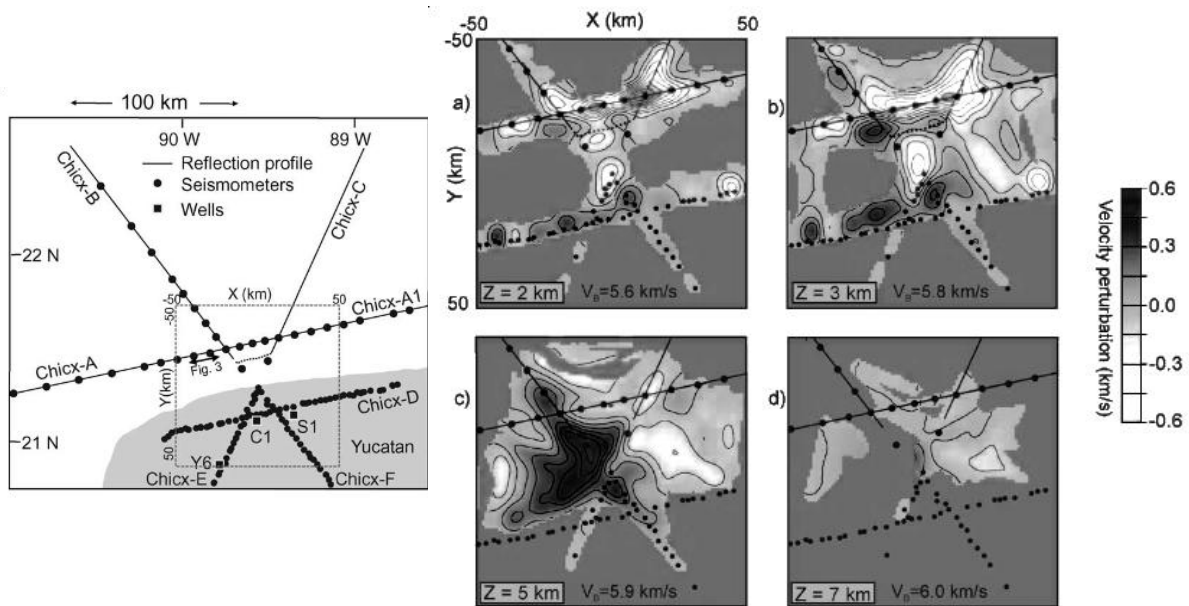 100 km
90 W
89 W
Reflection profile
Seismometers
Wells
Chicx-B
Chicx-C
22 N
-50
X (km)
50
-50
Chicx-A1
Chicx-A
Fig. 3
Y(km)
Chicx-D
21 N
C1
S1
Yucatan
50
Y6
Chicx-E
Chicx-F
-50
X (km)
50
-50
a)
b)
Y (km)
50
Z = 2 km
VB=5.6 km/s
Z = 3 km
VB=5.8 km/s
c)
d)
Z = 5 km
VB=5.9 km/s
Z = 7 km
VB=6.0 km/s
0.6
0.3
0.0
-0.3
-0.6
Velocity perturbation (km/s)